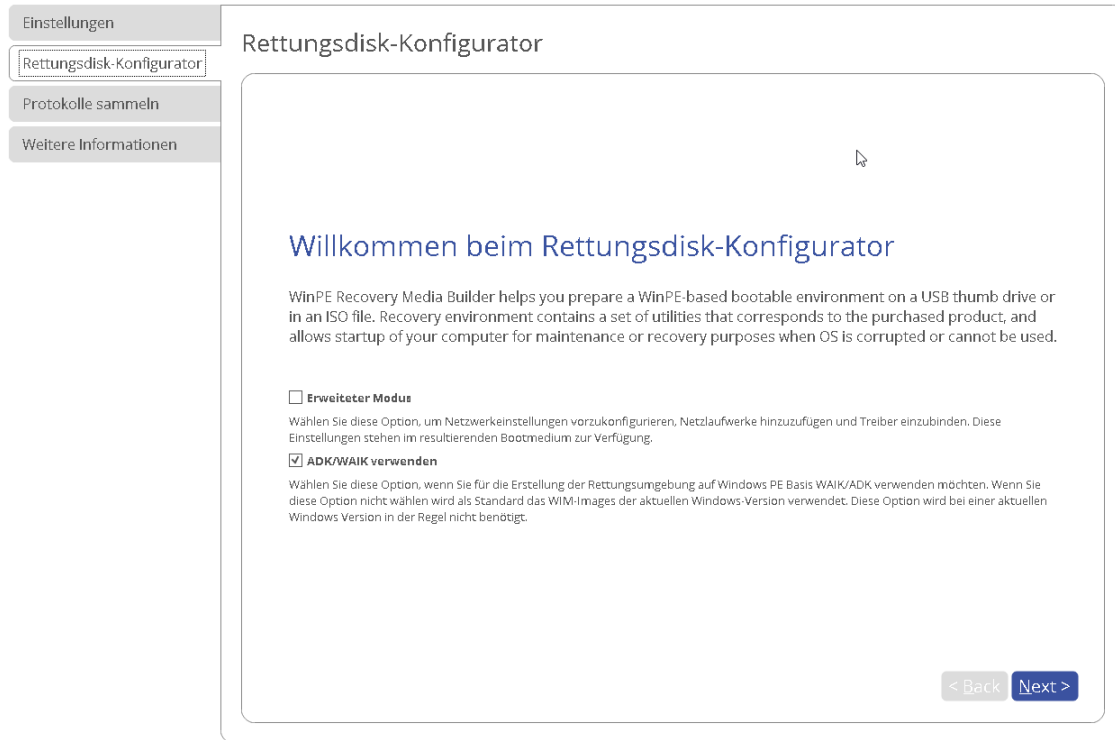 Einstellungen
Rettungsdisk-Konfigurator
Protokolle sammeln
Weitere Informationen
Rettungsdisk-Konfigurator
Willkommen beim Rettungsdisk-Konfigurator
WinPE Recovery Media Builder helps you prepare a WinPE-based bootable environment on a USB thumb drive or
in an ISO file. Recovery environment contains a set of utilities that corresponds to the purchased product, and
allows startup of your computer for maintenance or recovery purposes when OS is corrupted or cannot be used.
Erweiteter Modus
Wählen Sie diese Option, um Netzwerkeinstellungen vorzukonfigurieren, Netzlaufwerke hinzuzufügen und Treiber einzubinden. Diese
Einstellungen stehen im resultierenden Bootmedium zur Verfügung.
ADK/WAIK verwenden
Wählen Sie diese Option, wenn Sie für die Erstellung der Rettungsumgebung auf Windows PE Basis WAIK/ADK verwenden möchten. Wenn Sie
diese Option nicht wählen wird als Standard das WIM-Images der aktuellen Windows-Version verwendet. Diese Option wird bei einer aktuellen
Windows Version in der Regel nicht benötigt.
< Back
Next >